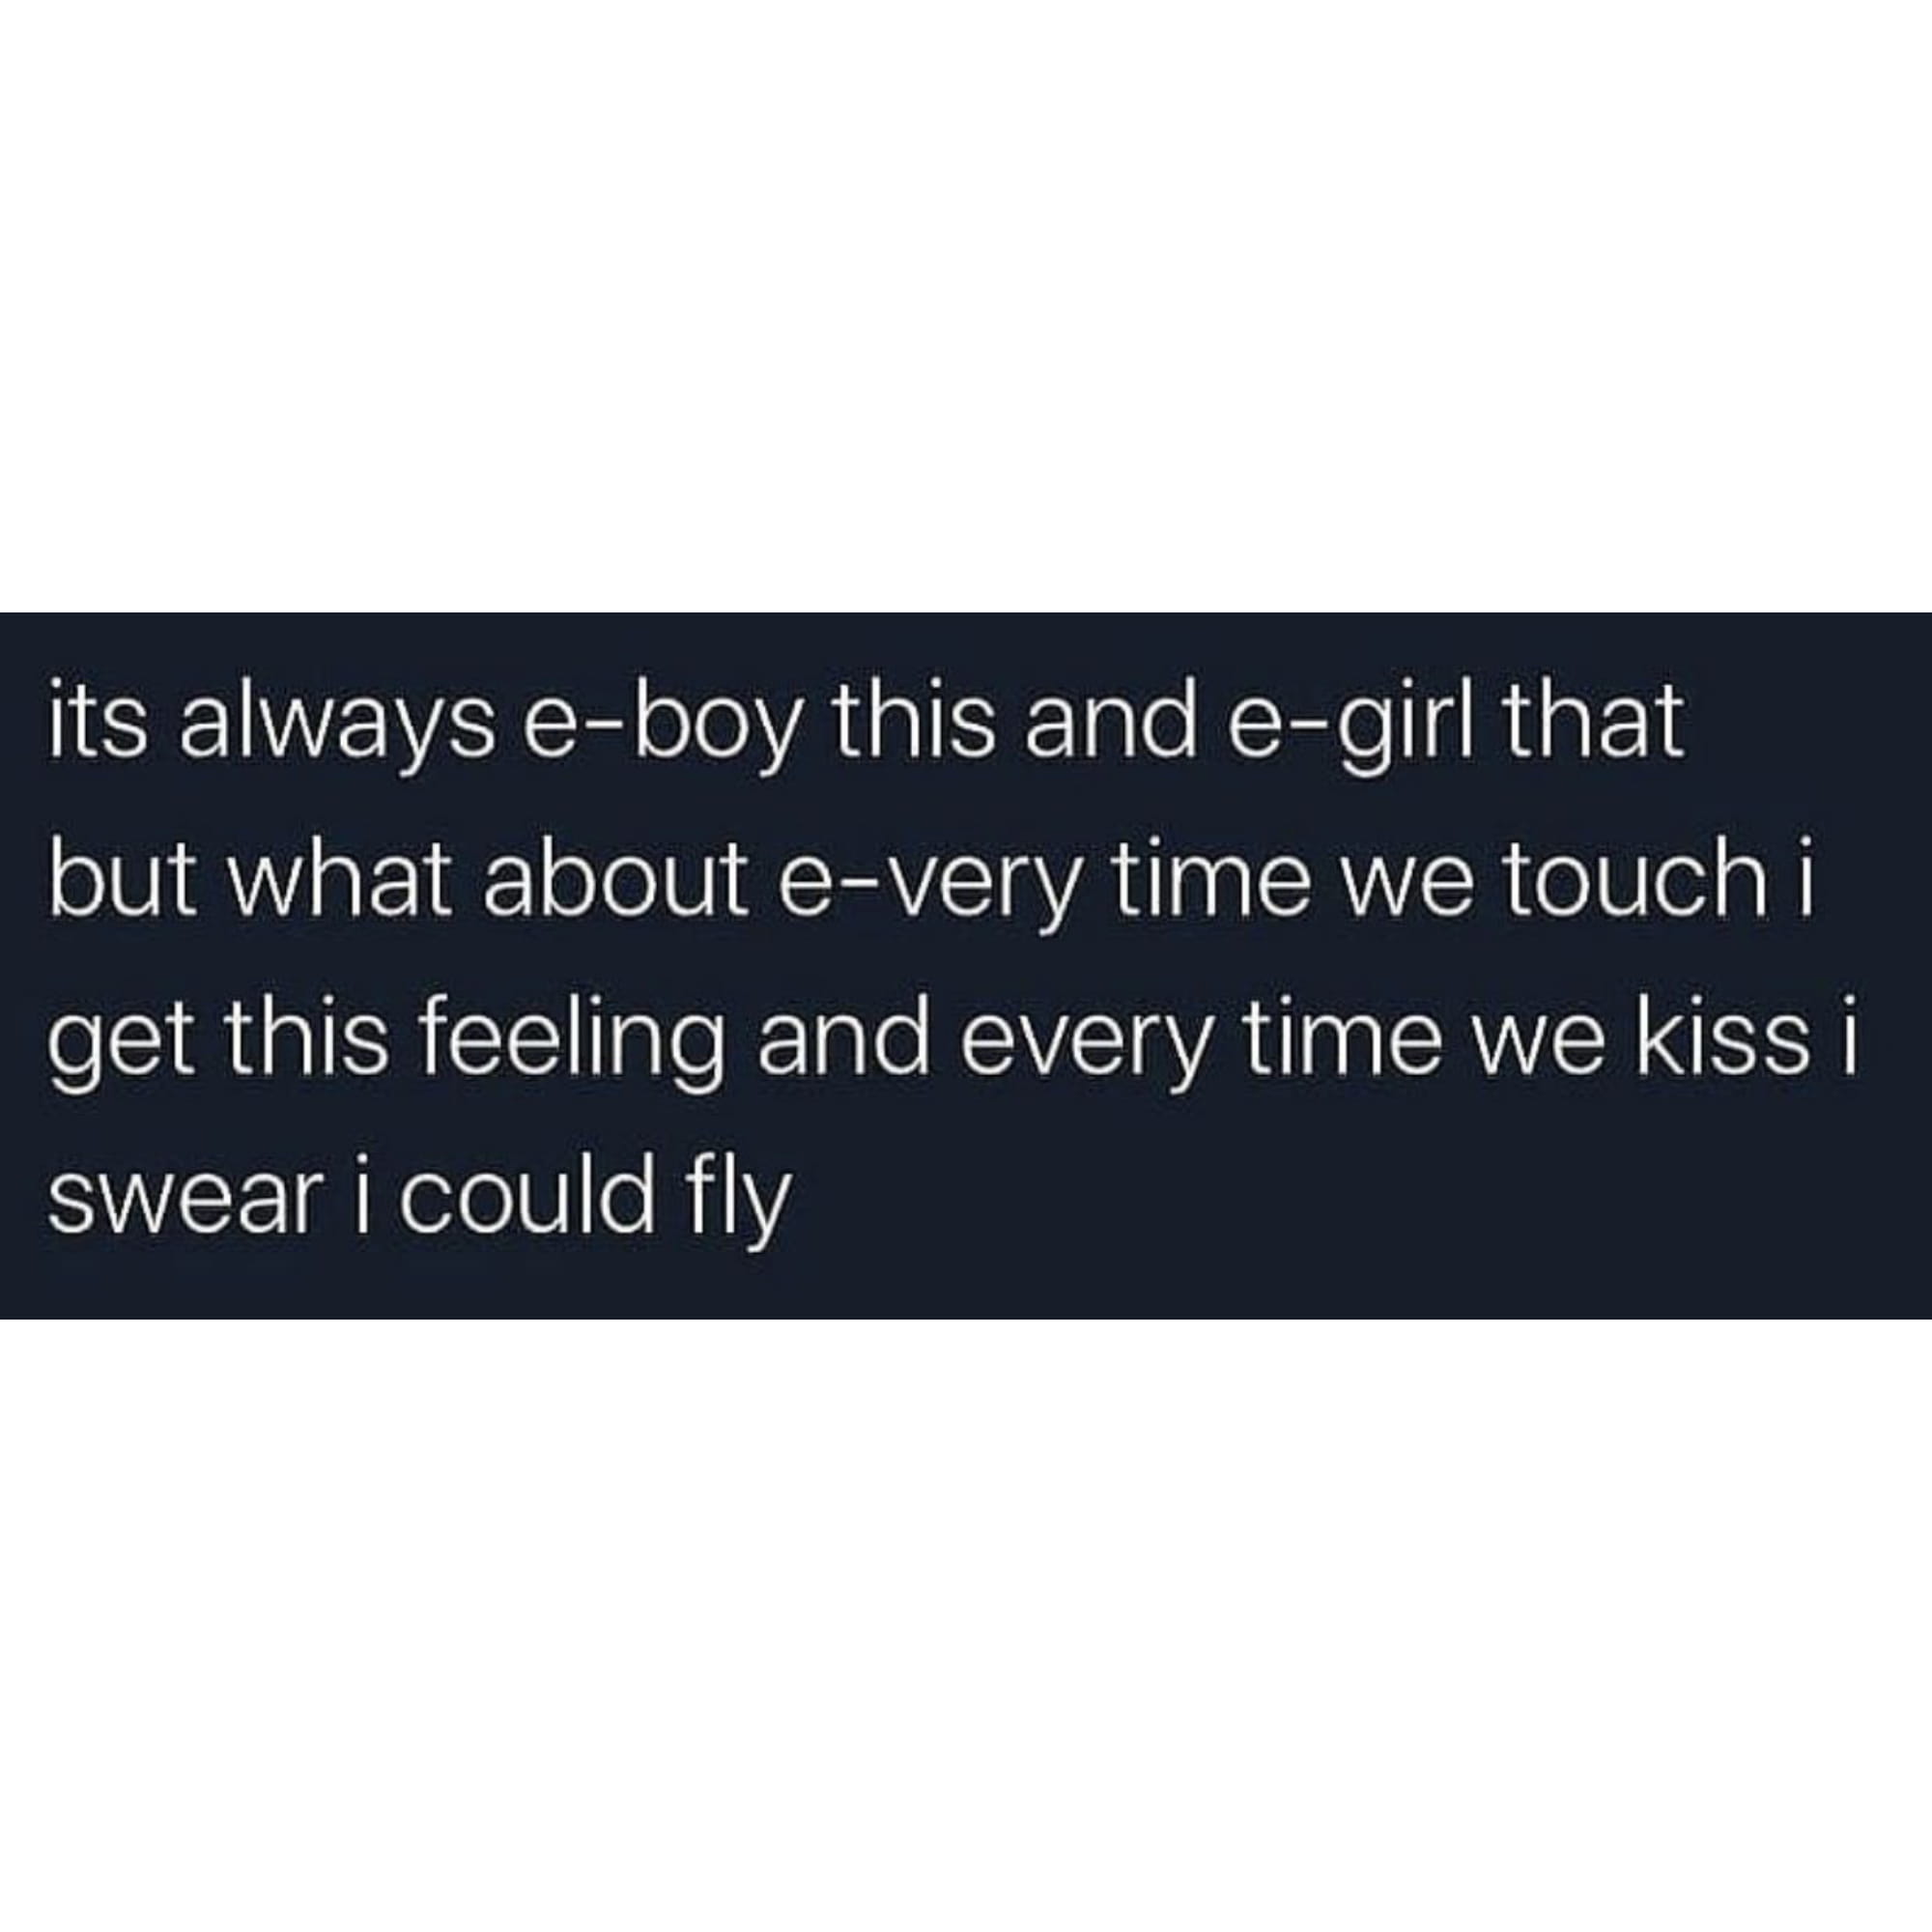 its always e-boy this and e-girl that
but what about e-very time we touch i
get this feeling and every time we kiss i
swear i could fly